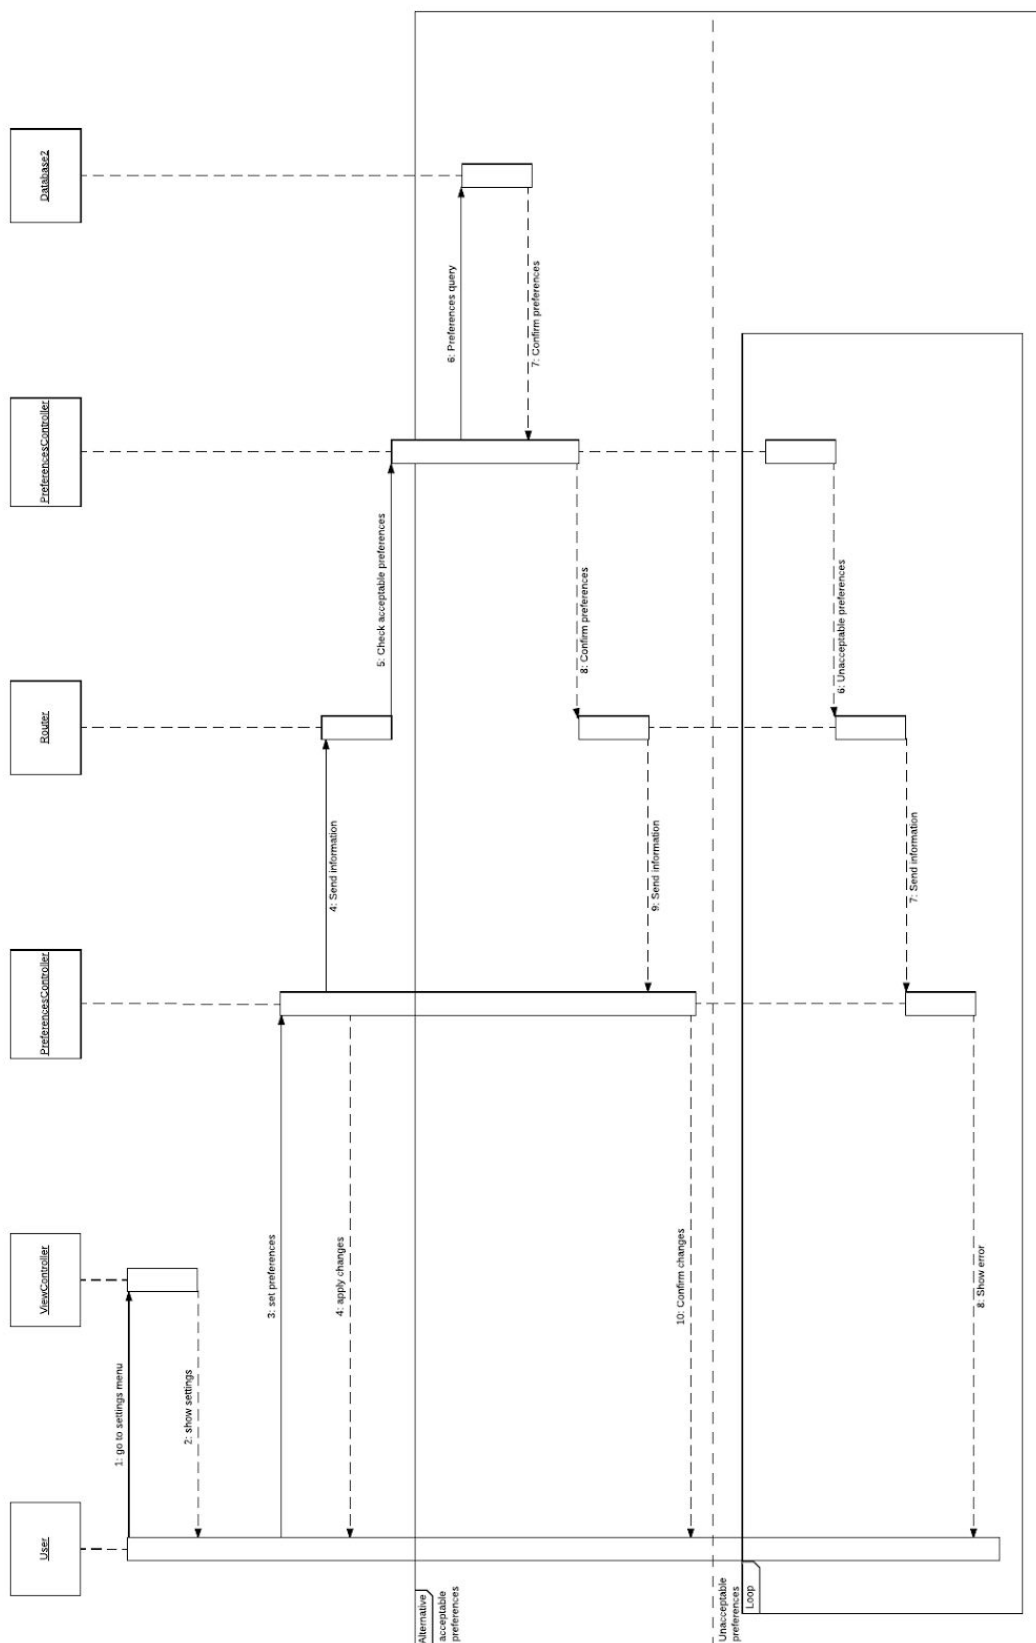 User
ViewController
PreferencesController
Router
PreferencesController
Database2
1: go to settings menu
2: show settings
3: set preferences
4: Send information
4: apply changes
5: Check acceptable preferences
Alternative
acceptable
preferences
6: Preferences query
7: Confirm preferences
8: Confirm preferences
9: Send information
10: Confirm changes
Unacceptable
preferences
Loop
6: Unacceptable preferences
7: Send information
8: Show error